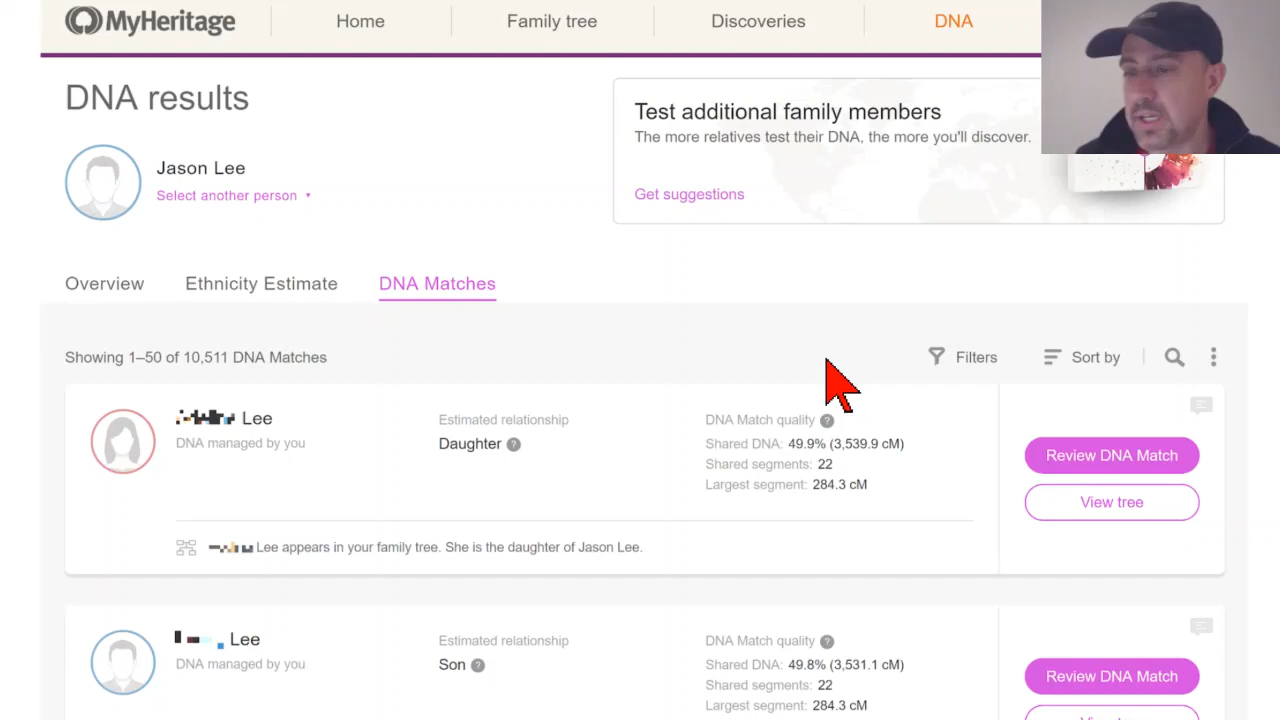 MyHeritage
Home
Family tree
Discoveries
DNA
DNA results
Jason Lee
Select another person
Test additional family members
The more relatives test their DNA, the more you'll discover.
Get suggestions
Overview
Ethnicity Estimate
DNA Matches
Showing 1–50 of 10,511 DNA Matches
Filters
Sort by
Lee
DNA managed by you
Estimated relationship
Daughter ?
DNA Match quality ?
Shared DNA: 49.9% (3,539.9 cM)
Shared segments: 22
Largest segment: 284.3 cM
Review DNA Match
View tree
Lee appears in your family tree. She is the daughter of Jason Lee.
Lee
DNA managed by you
Estimated relationship
Son ?
DNA Match quality ?
Shared DNA: 49.8% (3,531.1 cM)
Shared segments: 22
Largest segment: 284.3 cM
Review DNA Match